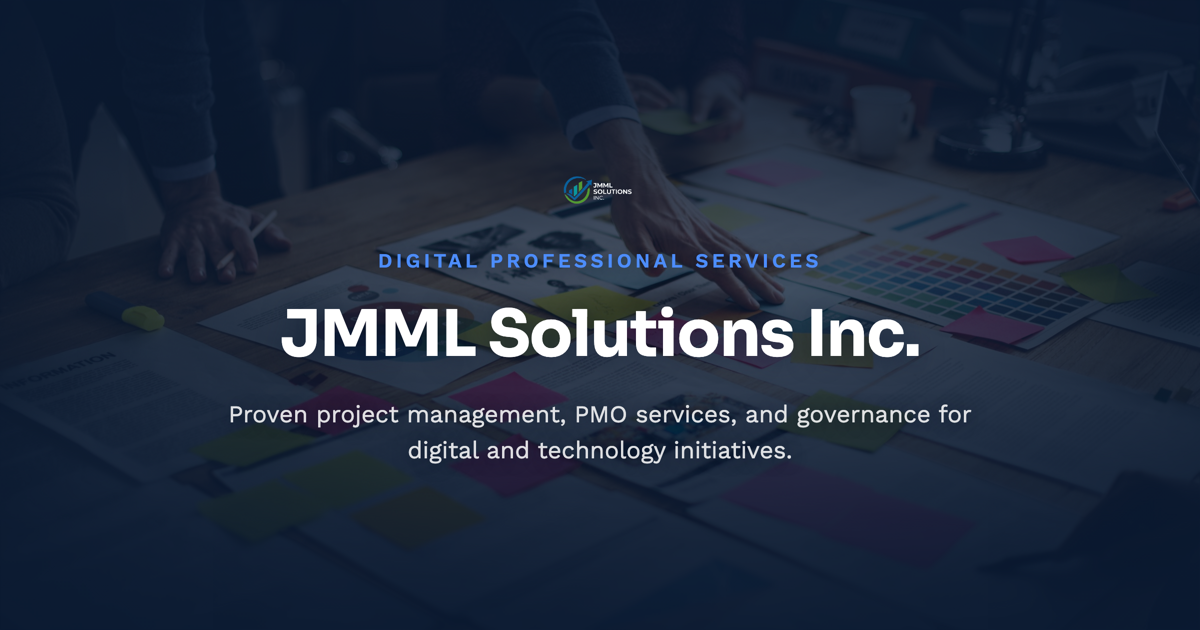 JMML
SOLUTIONS
INC.
DIGITAL PROFESSIONAL SERVICES
JMML Solutions Inc.
Proven project management, PMO services, and governance for
digital and technology initiatives.